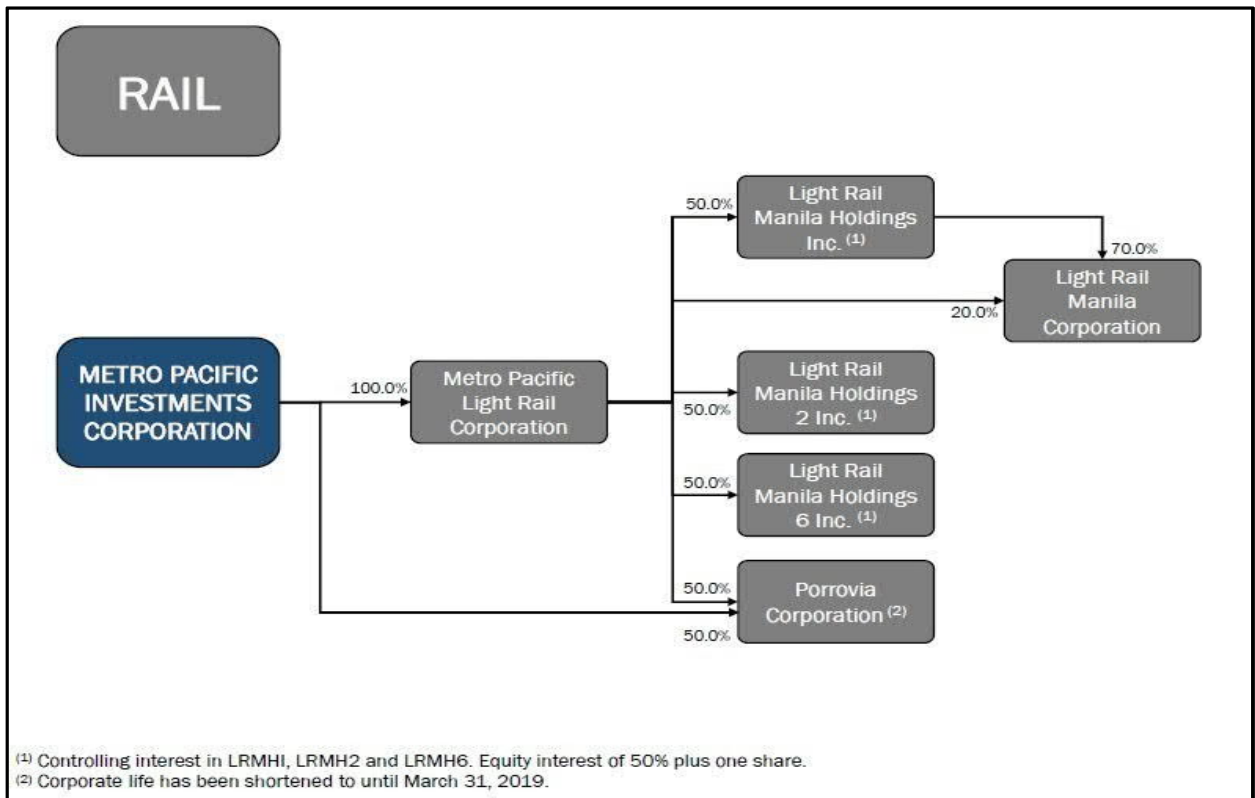 RAIL
50.0%
Light Rail
Manila Holdings
Inc. (1)
70.0%
Light Rail
Manila
Corporation
20.0%
METRO PACIFIC
INVESTMENTS
CORPORATION
100.0%
Metro Pacific
Light Rail
Corporation
Light Rail
Manila Holdings
2 Inc. (1)
50.0%
50.0%
Light Rail
Manila Holdings
6 Inc. (1)
50.0%
Porrovia
Corporation (2)
50.0%
(1) Controlling interest in LRMHI, LRMH2 and LRMH6. Equity interest of 50% plus one share.
(2) Corporate life has been shortened to until March 31, 2019.